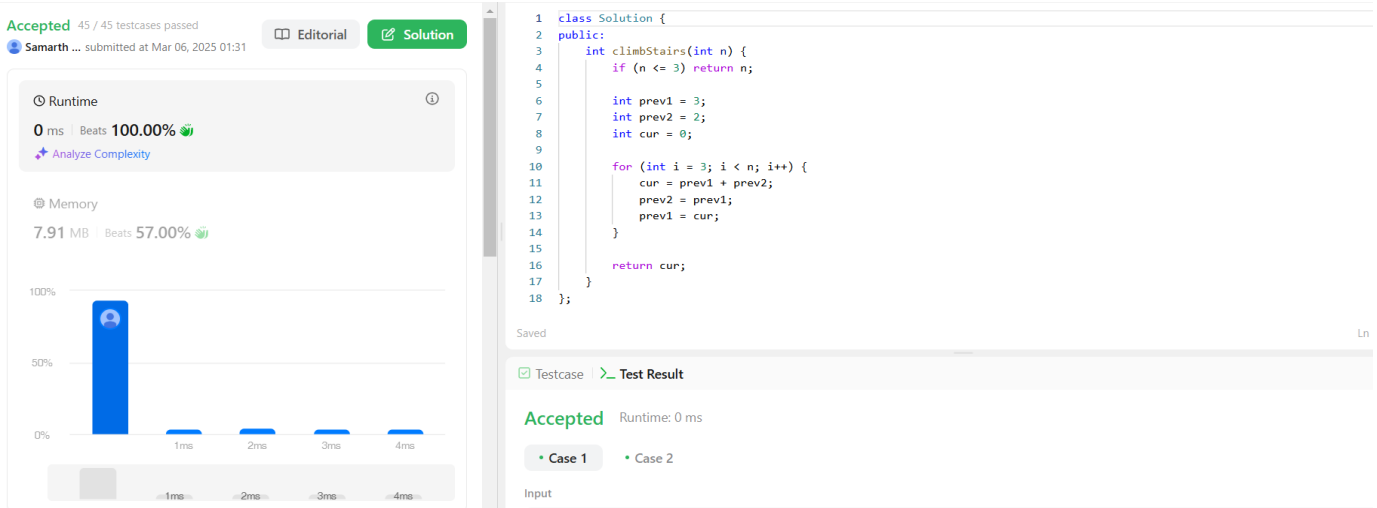 Accepted 45 / 45 testcases passed
Samarth ... submitted at Mar 06, 2025 01:31
Editorial
Solution
Runtime
0 ms | Beats 100.00%
Analyze Complexity
Memory
7.91 MB | Beats 57.00%
100%
50%
0%
1ms 2ms 3ms 4ms
1ms 2ms 3ms 4ms
1 class Solution {
2 public:
3     int climbStairs(int n) {
4         if (n <= 3) return n;
5
6         int prev1 = 3;
7         int prev2 = 2;
8         int cur = 0;
9
10         for (int i = 3; i < n; i++) {
11             cur = prev1 + prev2;
12             prev2 = prev1;
13             prev1 = cur;
14         }
15
16         return cur;
17     }
18 };
Saved
Ln
Testcase
Test Result
Accepted Runtime: 0 ms
Case 1
Case 2
Input